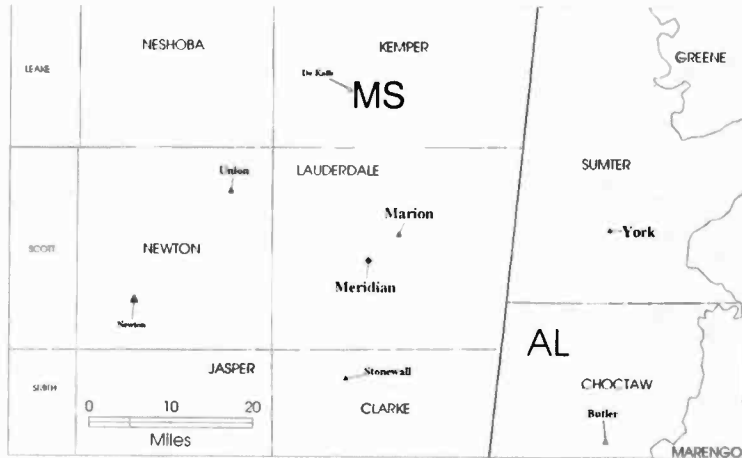 NESHOBA
KEMPER
GREENE
LEAKE
De Kalb
MS
Union
LAUDERDALE
SUMTER
Marion
York
SCOTT
NEWTON
Meridian
Newton
AL
JASPER
Stonewall
SMITH
CHOCTAW
0 10 20
CLARKE
Butler
Miles
MARENGO